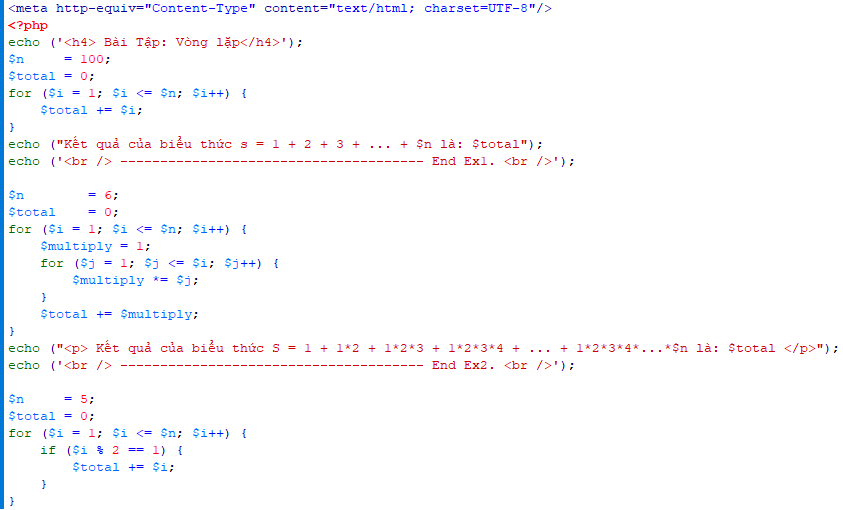 <meta http-equiv="Content-Type" content="text/html; charset=UTF-8"/>
<?php
echo ('<h4> Bài Tập: Vòng lặp</h4>');
$n     = 100;
$total = 0;
for ($i = 1; $i <= $n; $i++) {
    $total += $i;
}
echo ("Kết quả của biểu thức s = 1 + 2 + 3 + ... + $n là: $total");
echo ('<br /> -------------------------------------- End Ex1. <br />');

$n        = 6;
$total    = 0;
for ($i = 1; $i <= $n; $i++) {
    $multiply = 1;
    for ($j = 1; $j <= $i; $j++) {
        $multiply *= $j;
    }
    $total += $multiply;
}
echo ("<p> Kết quả của biểu thức S = 1 + 1*2 + 1*2*3 + 1*2*3*4 + ... + 1*2*3*4*...*$n là: $total </p>");
echo ('<br /> -------------------------------------- End Ex2. <br />');

$n     = 5;
$total = 0;
for ($i = 1; $i <= $n; $i++) {
    if ($i % 2 == 1) {
        $total += $i;
    }
}